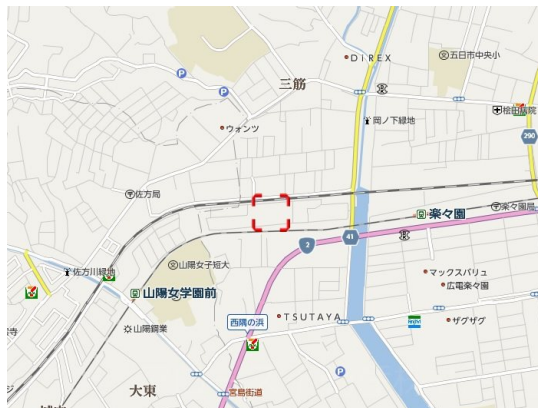 DIREX
五日市中央小
三筋
P
P
桧田病院
岡ノ下緑地
ウォンツ
290
佐方局
楽々園
楽々園局
2
41
山陽女子短大
佐方川緑地
マックスバリュ
広電楽々園
山陽女学園前
TSUTAYA
西隅の浜
ザグザグ
山陽鋼業
P
大東
宮島街道